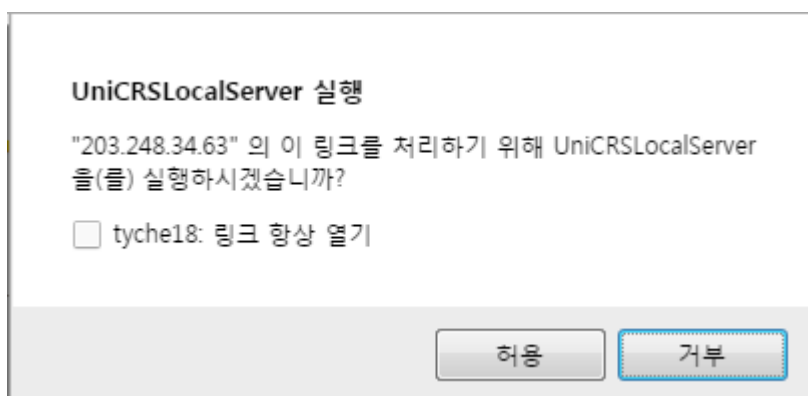 UniCRSLocalServer 실행
"203.248.34.63" 의 이 링크를 처리하기 위해 UniCRSLocalServer
을(를) 실행하시겠습니까?
tyche18: 링크 항상 열기
허용 거부